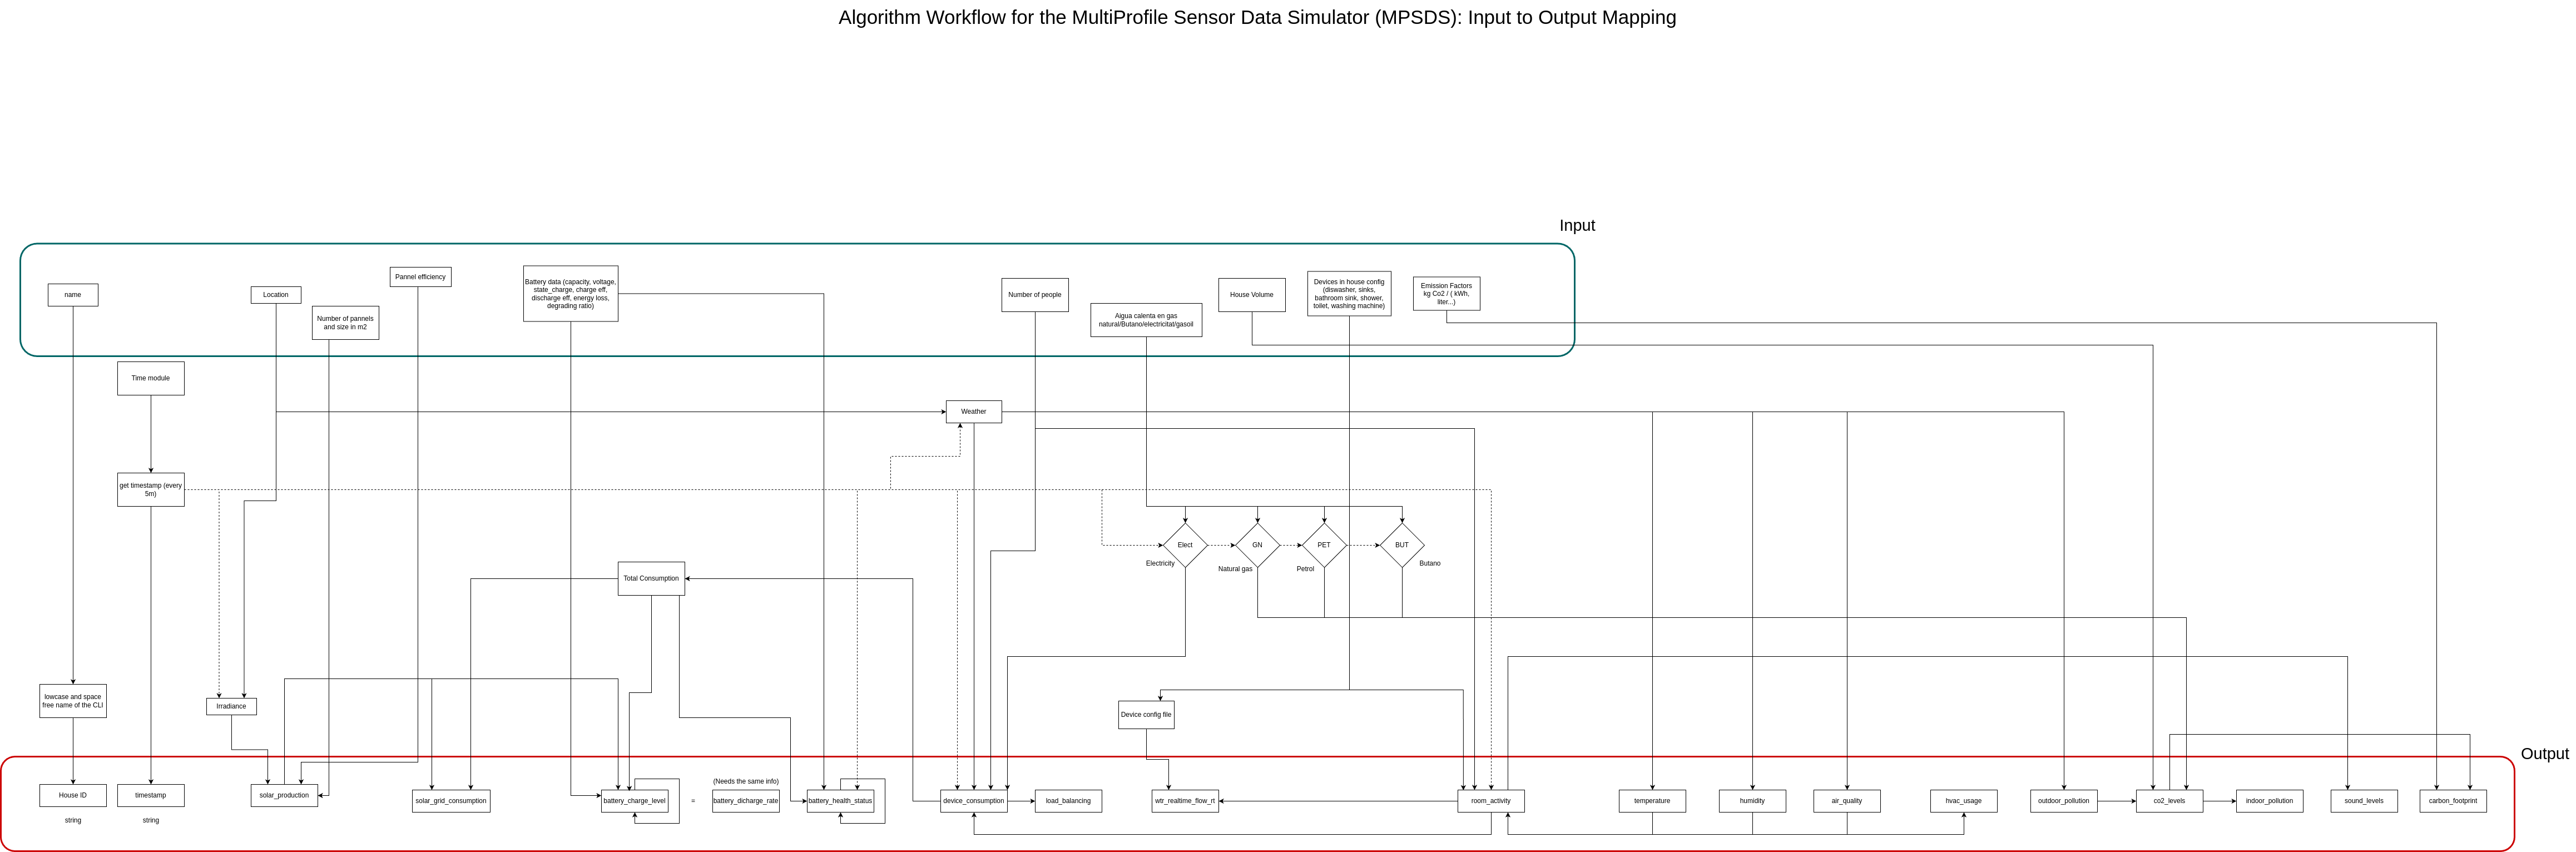 Algorithm Workflow for the MultiProfile Sensor Data Simulator (MPSDS): Input to Output Mapping
Input
name
Location
Number of pannels
and size in m2
Pannel efficiency
Battery data (capacity, voltage,
state_charge, charge eff,
discharge eff, energy loss,
degrading ratio)
Number of people
Aigua calenta en gas
natural/Butano/electricitat/gasoil
House Volume
Devices in house config
(diswasher, sinks,
bathroom sink, shower,
toilet, washing machine)
Emission Factors
kg Co2 / ( kWh,
liter...)
Time module
Weather
get timestamp (every
5m)
Elect
GN
PET
BUT
Electricity
Natural gas
Petrol
Butano
Total Consumption
lowcase and space
free name of the CLI
Irradiance
Device config file
Output
House ID
timestamp
solar_production
solar_grid_consumption
battery_charge_level
=
(Needs the same info)
battery_dicharge_rate
battery_health_status
device_consumption
load_balancing
wtr_realtime_flow_rt
room_activity
temperature
humidity
air_quality
hvac_usage
outdoor_pollution
co2_levels
indoor_pollution
sound_levels
carbon_footprint
string
string